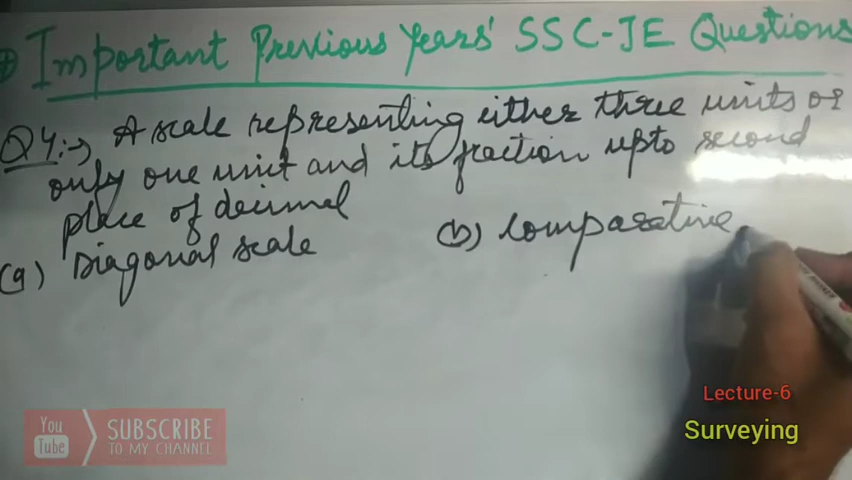 Important Previous Years' SSC-JE Questions
Q4:→ A scale representing either three units or
only one unit and its fraction upto second
place of decimal
(a) Diagonal scale
(b) comparative
Lecture-6
Surveying
You
Tube
SUBSCRIBE
TO MY CHANNEL